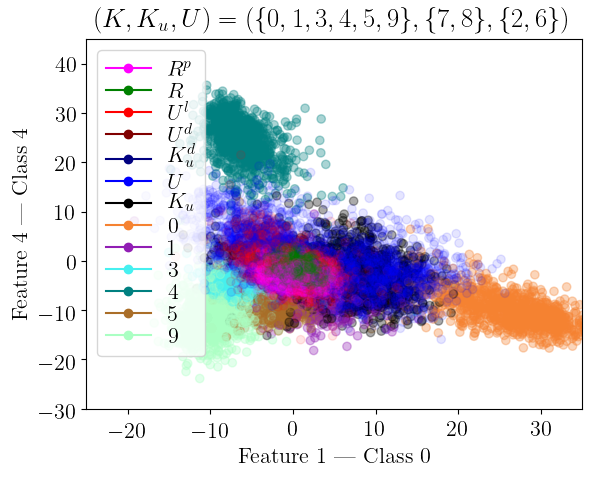 (K, K_u, U) = ({0, 1, 3, 4, 5, 9}, {7, 8}, {2, 6})
40
30
20
10
0
−10
−20
−30
Feature 4 — Class 4
R^p
R
U^l
U^d
K_u^d
U
K_u
0
1
3
4
5
9
−20 −10 0 10 20 30
Feature 1 — Class 0